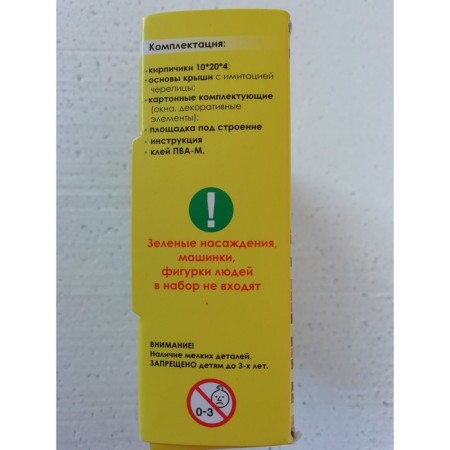 Комплектация:
· кирпичики 10*20*4;
· основы крыши с имитацией
черепицы;
· картонные комплектующие
(окна, декоративные
элементы);
· площадка под строение
· инструкция
· клей ПВА-М.
!
Зеленые насаждения,
машинки,
фигурки людей
в набор не входят
ВНИМАНИЕ!
Наличие мелких деталей.
ЗАПРЕЩЕНО детям до 3-х лет.
0-3